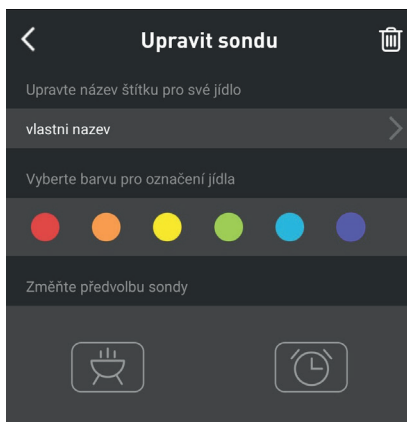 Upravit sondu
Upravte název štítku pro své jídlo
vlastni nazev
Vyberte barvu pro označení jídla
Změňte předvolbu sondy